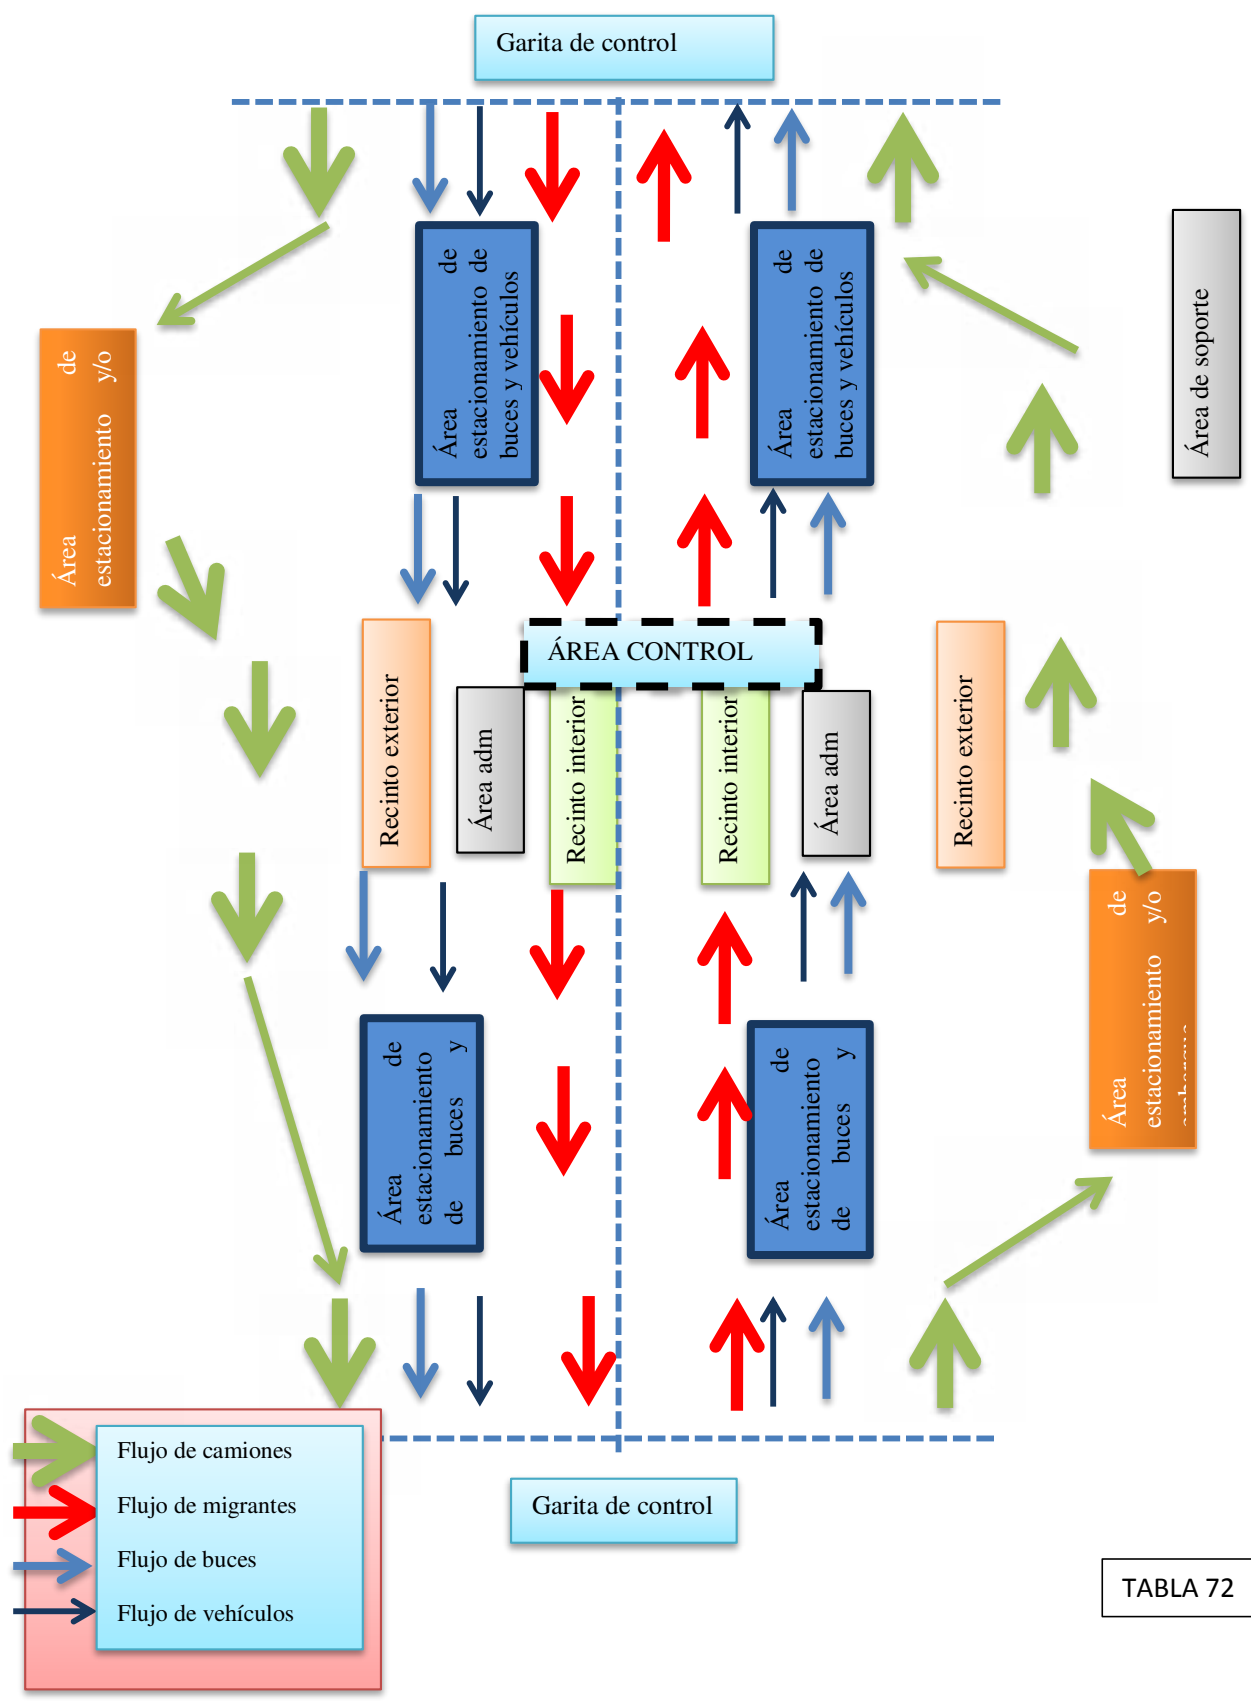 Garita de control
Área de
estacionamiento de
buces y vehículos
Área de
estacionamiento de
buces y vehículos
Área de soporte
Área de
estacionamiento y/o
ÁREA CONTROL
Recinto exterior
Área adm
Recinto interior
Recinto interior
Área adm
Recinto exterior
Área de
estacionamiento
de buces y
Área de
estacionamiento
de buces y
Área de
estacionamiento y/o
Flujo de camiones
Flujo de migrantes
Flujo de buces
Flujo de vehículos
Garita de control
TABLA 72